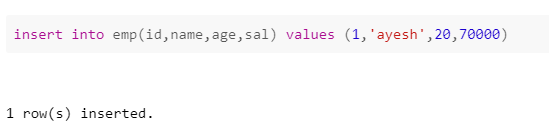 insert into emp(id,name,age,sal) values (1,'ayesh',20,70000)
1 row(s) inserted.